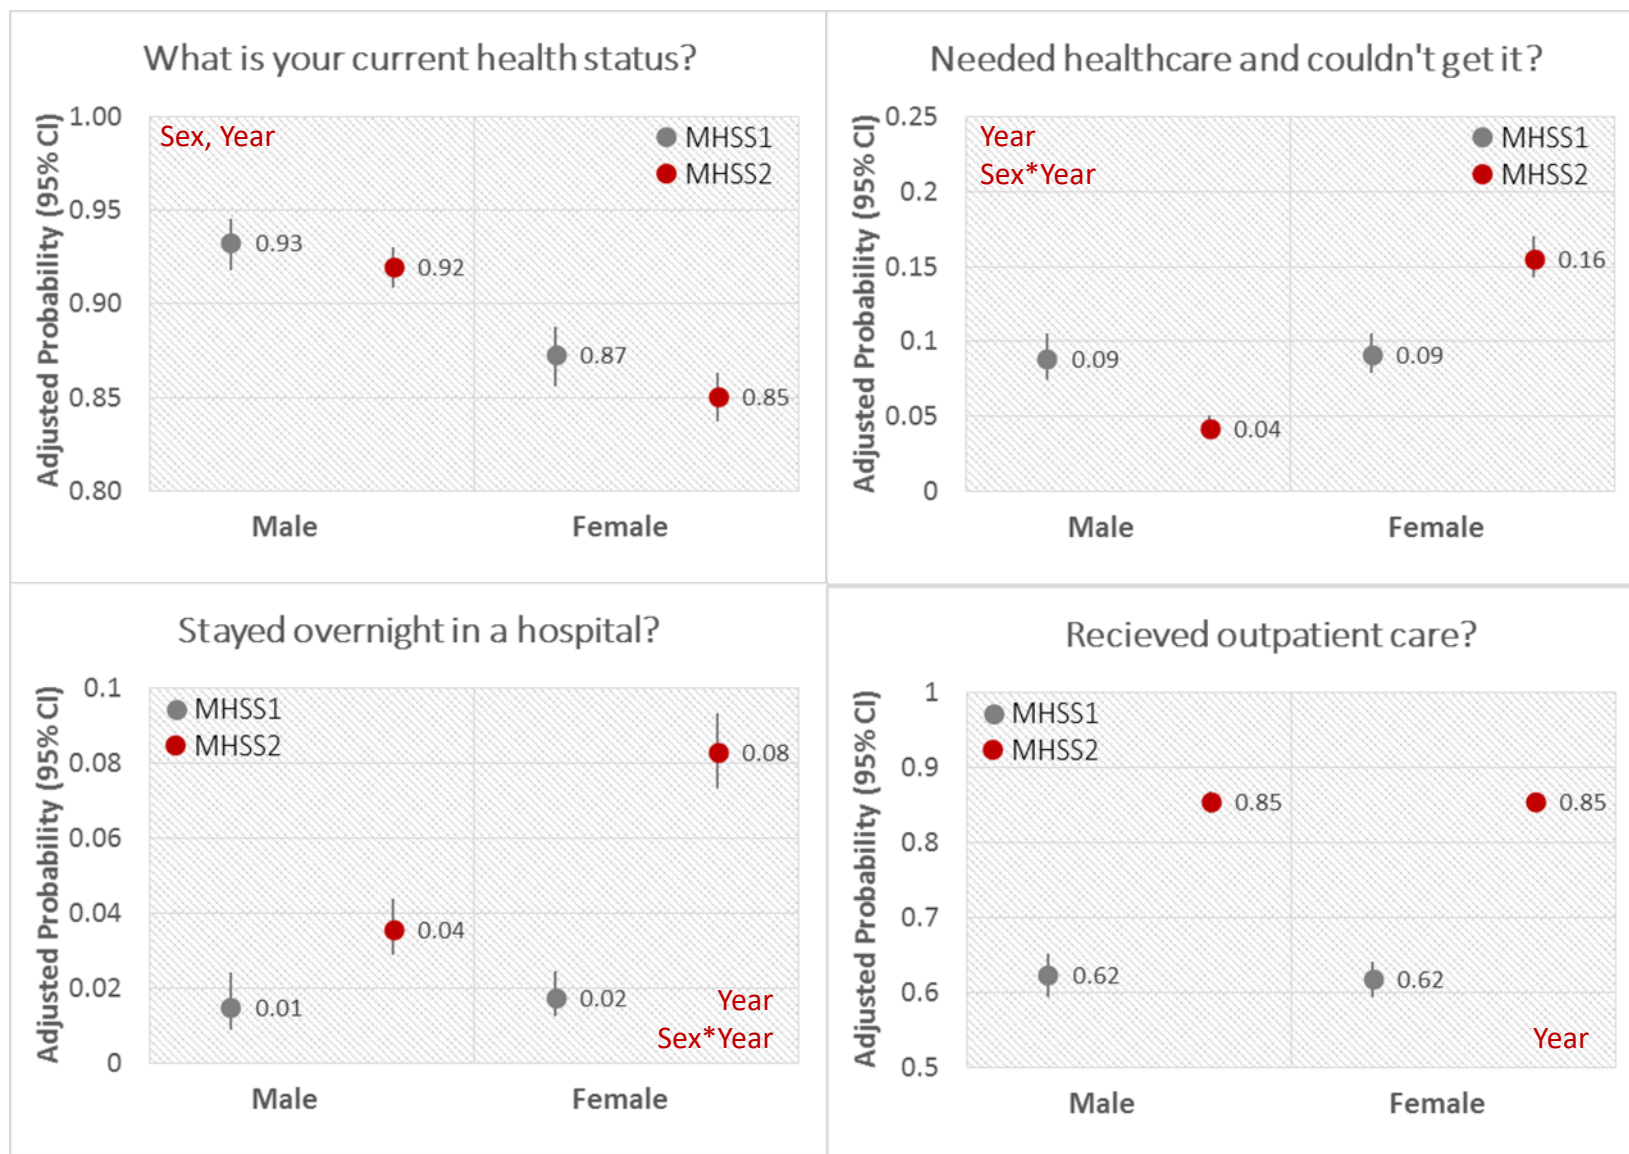 What is your current health status?
Adjusted Probability (95% CI)
1.00
0.95
0.90
0.85
0.80
Sex, Year
MHSS1
MHSS2
0.93
0.92
0.87
0.85
Male
Female
Needed healthcare and couldn't get it?
Adjusted Probability (95% CI)
0.25
0.2
0.15
0.1
0.05
0
Year
Sex*Year
MHSS1
MHSS2
0.09
0.04
0.09
0.16
Male
Female
Stayed overnight in a hospital?
Adjusted Probability (95% CI)
0.1
0.08
0.06
0.04
0.02
0
MHSS1
MHSS2
0.01
0.04
0.02
0.08
Year
Sex*Year
Male
Female
Recieved outpatient care?
Adjusted Probability (95% CI)
1
0.9
0.8
0.7
0.6
0.5
MHSS1
MHSS2
0.62
0.85
0.62
0.85
Year
Male
Female